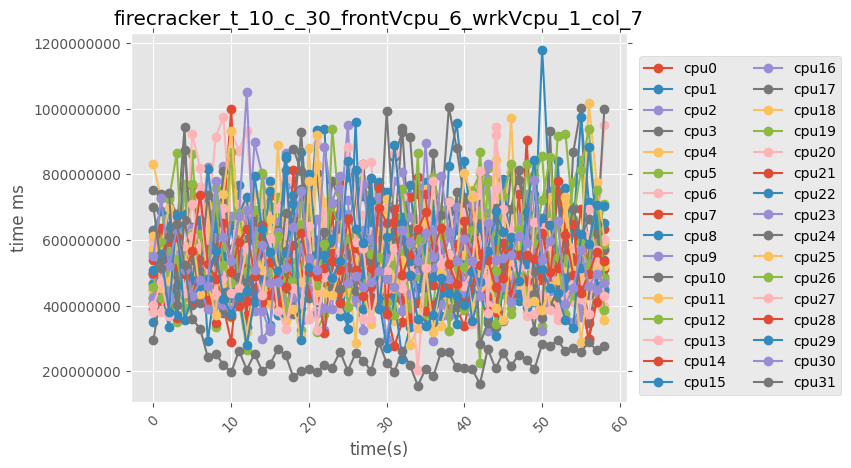 firecracker_t_10_c_30_frontVcpu_6_wrkVcpu_1_col_7
1200000000
1000000000
800000000
600000000
400000000
200000000
time ms
0
10
20
30
40
50
60
time(s)
cpu0
cpu1
cpu2
cpu3
cpu4
cpu5
cpu6
cpu7
cpu8
cpu9
cpu10
cpu11
cpu12
cpu13
cpu14
cpu15
cpu16
cpu17
cpu18
cpu19
cpu20
cpu21
cpu22
cpu23
cpu24
cpu25
cpu26
cpu27
cpu28
cpu29
cpu30
cpu31